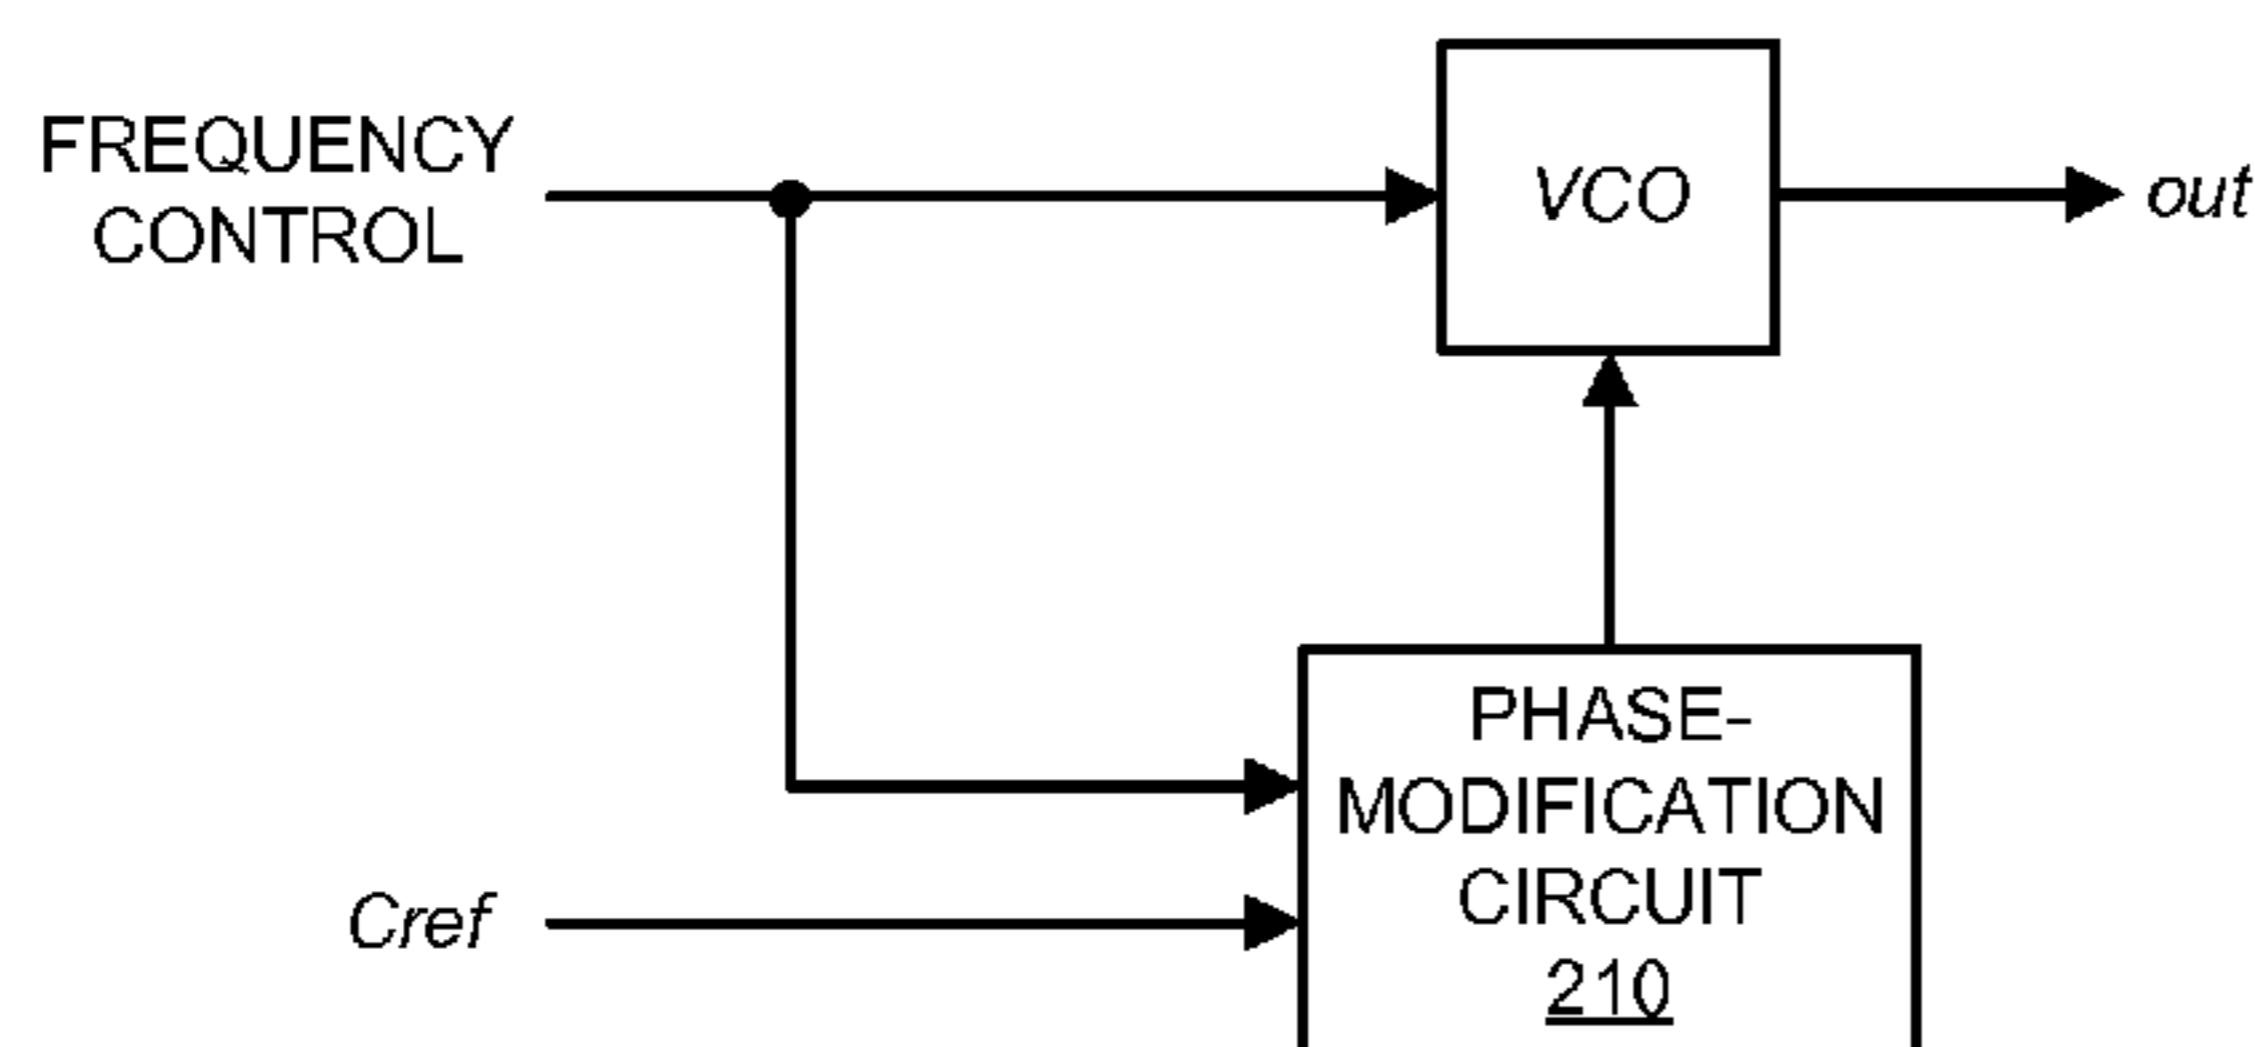 FREQUENCY
CONTROL
VCO
out
PHASE-
MODIFICATION
CIRCUIT
210
Cref